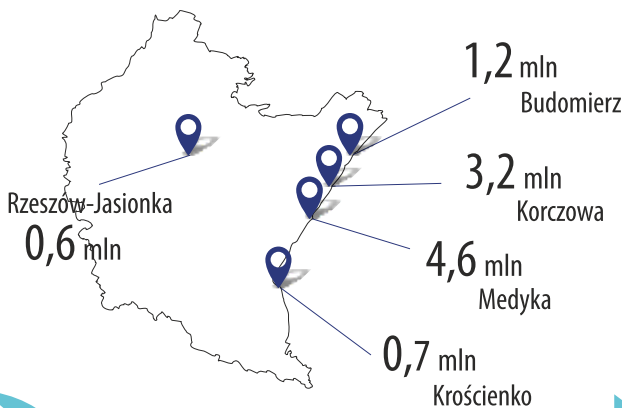 1,2 mln
Budomierz
3,2 mln
Korczowa
Rzeszów-Jasionka
0,6 mln
4,6 mln
Medyka
0,7 mln
Krościenko